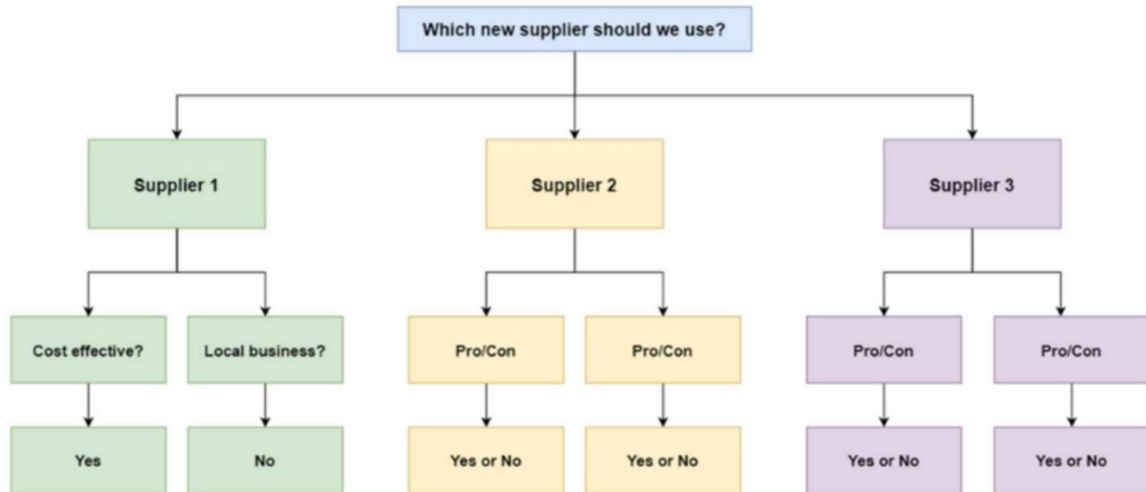 Which new supplier should we use?
Supplier 1
Supplier 2
Supplier 3
Cost effective?
Local business?
Pro/Con
Pro/Con
Pro/Con
Pro/Con
Yes
No
Yes or No
Yes or No
Yes or No
Yes or No